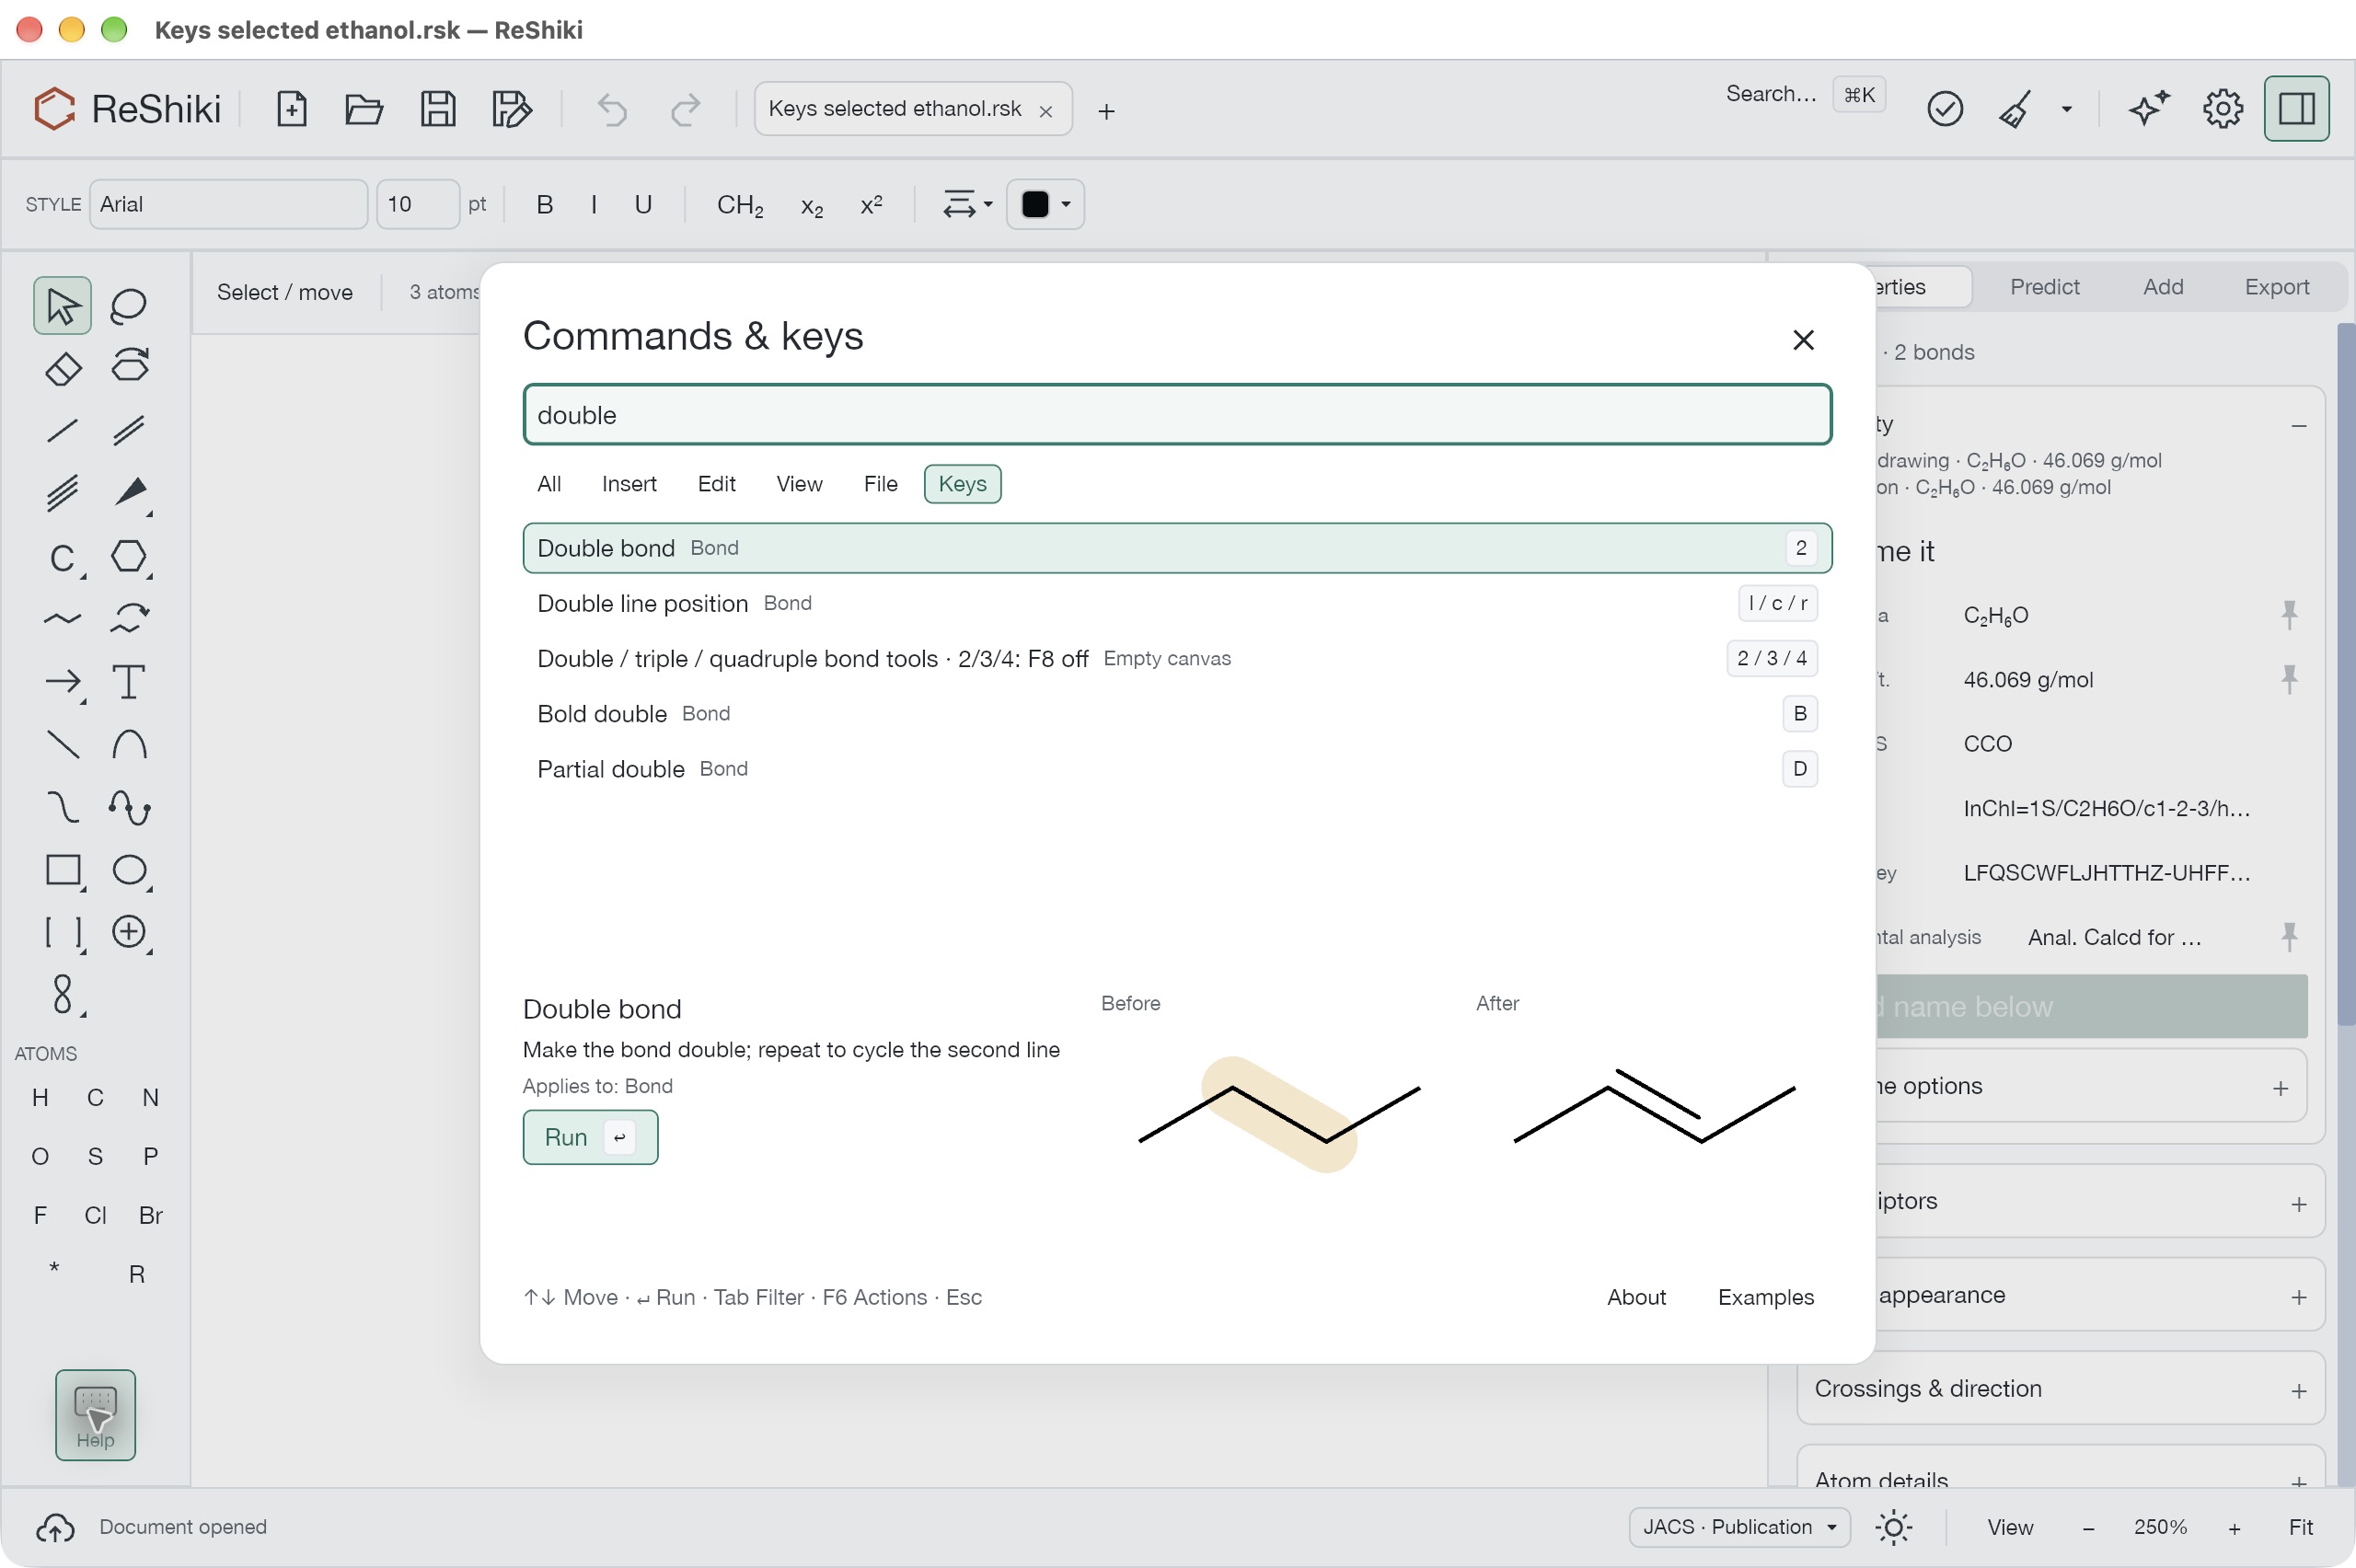 Keys selected ethanol.rsk — ReShiki
ReShiki
Keys selected ethanol.rsk ×
+
Search… ⌘K
STYLE Arial 10 pt B I U CH₂ x₂ x²
Select / move 3 atoms
erties Predict Add Export
· 2 bonds
Commands & keys
double
All Insert Edit View File Keys
Double bond Bond 2
Double line position Bond l / c / r
Double / triple / quadruple bond tools · 2/3/4: F8 off Empty canvas 2 / 3 / 4
Bold double Bond B
Partial double Bond D
Double bond
Make the bond double; repeat to cycle the second line
Applies to: Bond
Run ↩
Before
After
↑↓ Move · ↵ Run · Tab Filter · F6 Actions · Esc
About Examples
ty −
drawing · C₂H₆O · 46.069 g/mol
on · C₂H₆O · 46.069 g/mol
me it
a C₂H₆O
t. 46.069 g/mol
S CCO
InChI=1S/C2H6O/c1-2-3/h…
ey LFQSCWFLJHTTHZ-UHFF…
ntal analysis Anal. Calcd for …
d name below
ne options +
iptors +
appearance +
Crossings & direction +
Atom details +
C
T
[ ]
ATOMS
H C N
O S P
F Cl Br
* R
Help
Document opened
JACS · Publication
View − 250% + Fit